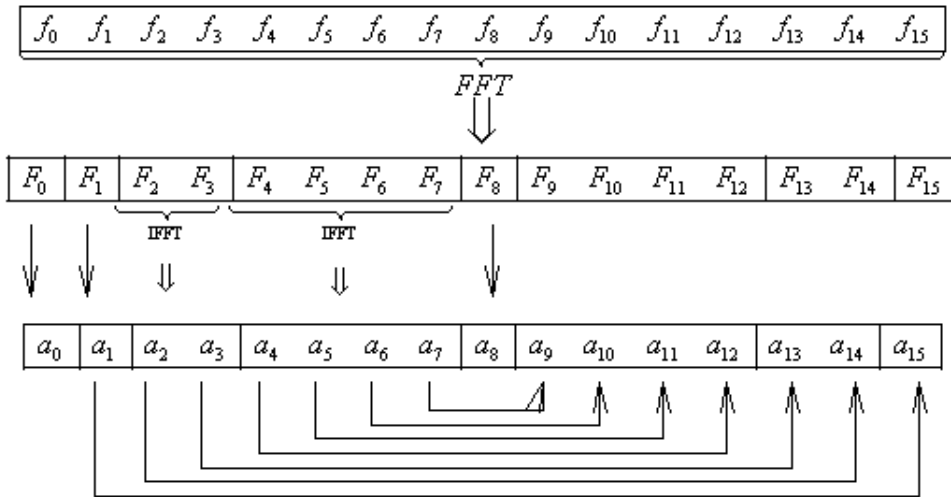 f₀ f₁ f₂ f₃ f₄ f₅ f₆ f₇ f₈ f₉ f₁₀ f₁₁ f₁₂ f₁₃ f₁₄ f₁₅
FFT
F₀ F₁ F₂ F₃ F₄ F₅ F₆ F₇ F₈ F₉ F₁₀ F₁₁ F₁₂ F₁₃ F₁₄ F₁₅
IFFT IFFT
a₀ a₁ a₂ a₃ a₄ a₅ a₆ a₇ a₈ a₉ a₁₀ a₁₁ a₁₂ a₁₃ a₁₄ a₁₅